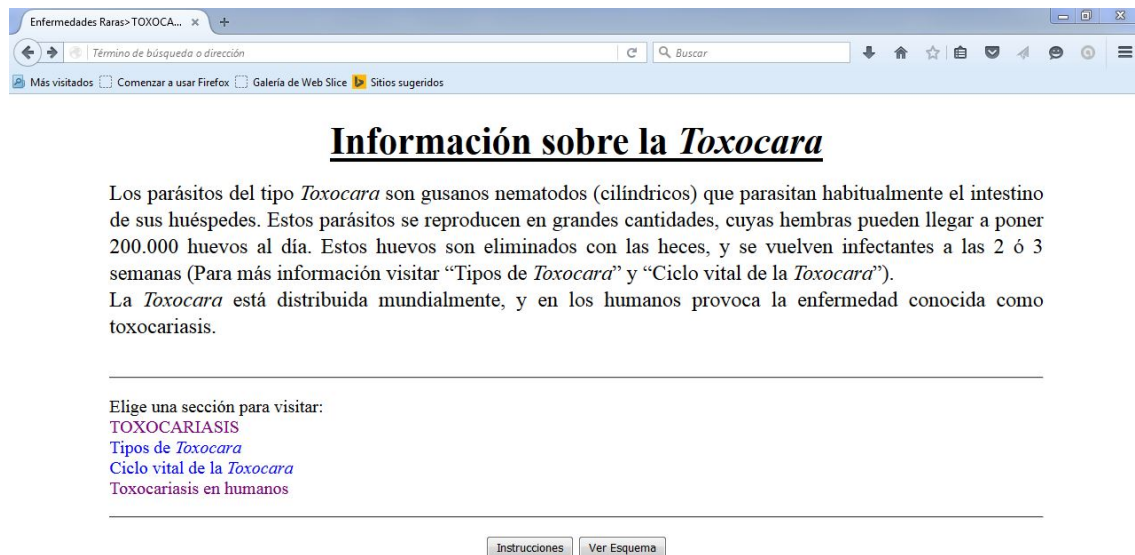 Enfermedades Raras> TOXOCA...
Término de búsqueda o dirección
Buscar
Más visitados Comenzar a usar Firefox Galería de Web Slice Sitios sugeridos
Información sobre la Toxocara
Los parásitos del tipo Toxocara son gusanos nematodos (cilíndricos) que parasitan habitualmente el intestino
de sus huéspedes. Estos parásitos se reproducen en grandes cantidades, cuyas hembras pueden llegar a poner
200.000 huevos al día. Estos huevos son eliminados con las heces, y se vuelven infectantes a las 2 ó 3
semanas (Para más información visitar “Tipos de Toxocara” y “Ciclo vital de la Toxocara”).
La Toxocara está distribuida mundialmente, y en los humanos provoca la enfermedad conocida como
toxocariasis.
Elige una sección para visitar:
TOXOCARIASIS
Tipos de Toxocara
Ciclo vital de la Toxocara
Toxocariasis en humanos
Instrucciones Ver Esquema